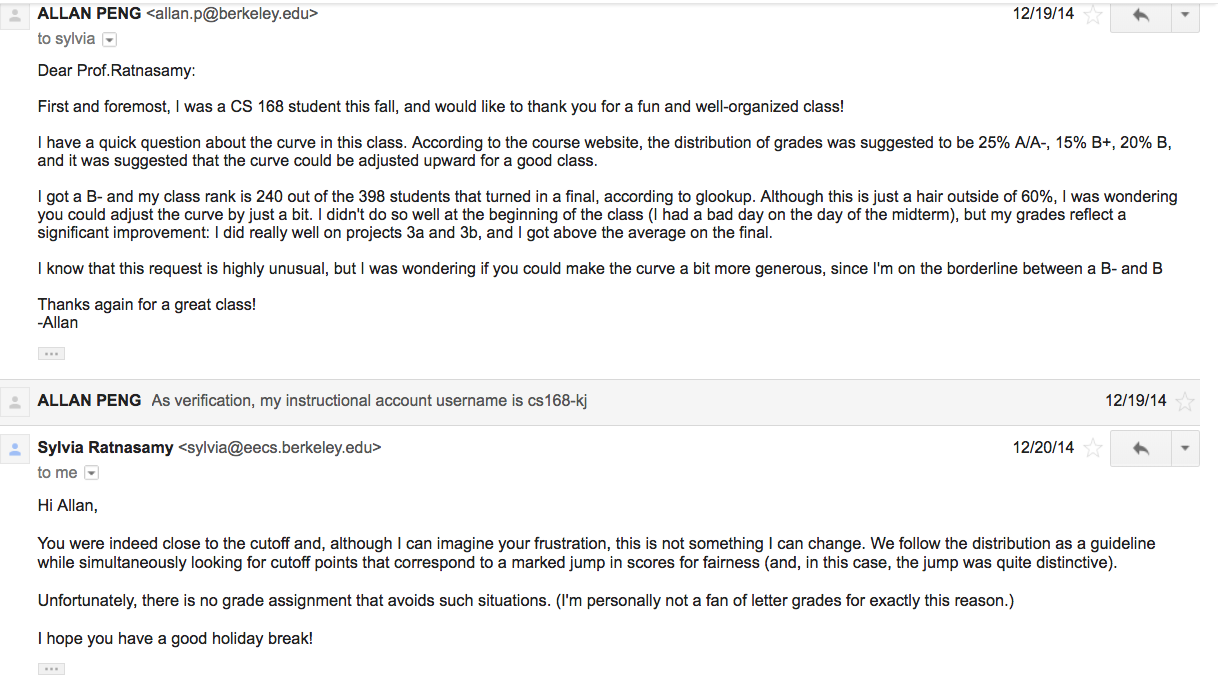 ALLAN PENG <allan.p@berkeley.edu> 12/19/14
to sylvia
Dear Prof.Ratnasamy:
First and foremost, I was a CS 168 student this fall, and would like to thank you for a fun and well-organized class!
I have a quick question about the curve in this class. According to the course website, the distribution of grades was suggested to be 25% A/A-, 15% B+, 20% B,
and it was suggested that the curve could be adjusted upward for a good class.
I got a B- and my class rank is 240 out of the 398 students that turned in a final, according to glookup. Although this is just a hair outside of 60%, I was wondering
you could adjust the curve by just a bit. I didn't do so well at the beginning of the class (I had a bad day on the day of the midterm), but my grades reflect a
significant improvement: I did really well on projects 3a and 3b, and I got above the average on the final.
I know that this request is highly unusual, but I was wondering if you could make the curve a bit more generous, since I'm on the borderline between a B- and B
Thanks again for a great class!
-Allan
ALLAN PENG As verification, my instructional account username is cs168-kj 12/19/14
Sylvia Ratnasamy <sylvia@eecs.berkeley.edu> 12/20/14
to me
Hi Allan,
You were indeed close to the cutoff and, although I can imagine your frustration, this is not something I can change. We follow the distribution as a guideline
while simultaneously looking for cutoff points that correspond to a marked jump in scores for fairness (and, in this case, the jump was quite distinctive).
Unfortunately, there is no grade assignment that avoids such situations. (I'm personally not a fan of letter grades for exactly this reason.)
I hope you have a good holiday break!